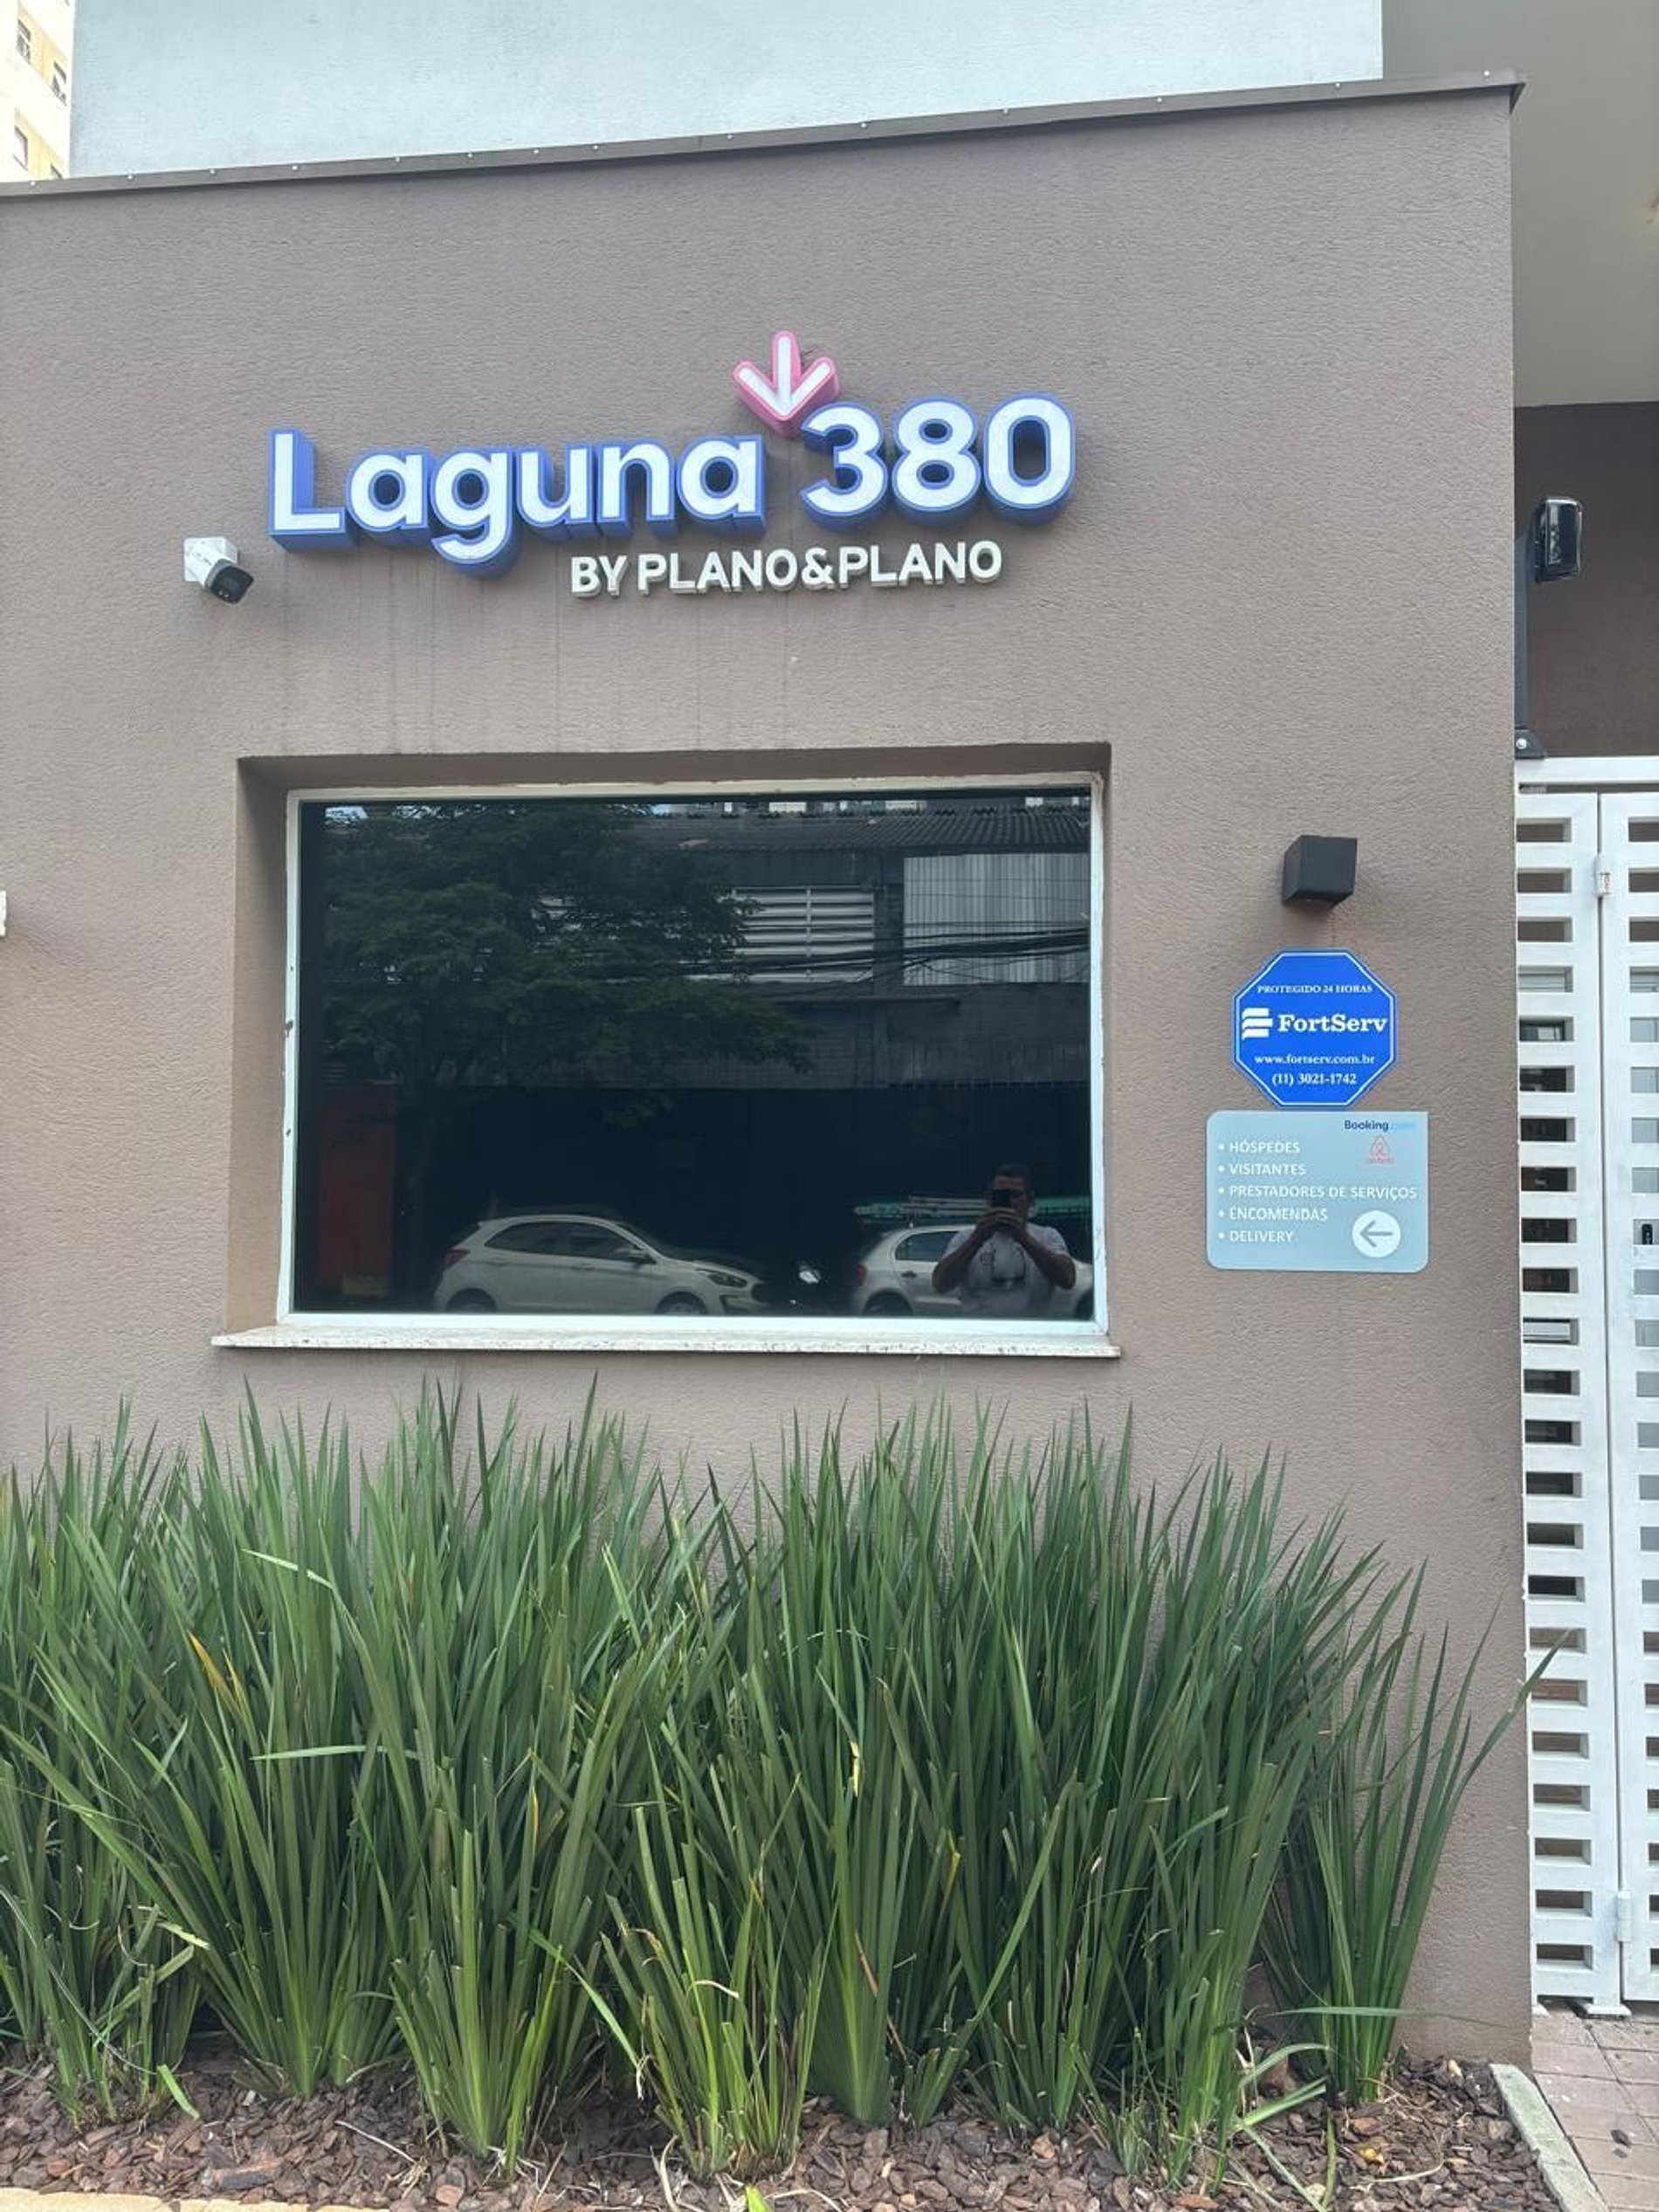 Laguna 380
BY PLANO&PLANO
PROTEGIDO 24 HORAS
FortServ
www.fortserv.com.br
(11) 3021-1742
Booking.com
• HÓSPEDES
• VISITANTES
• PRESTADORES DE SERVIÇOS
• ENCOMENDAS
• DELIVERY